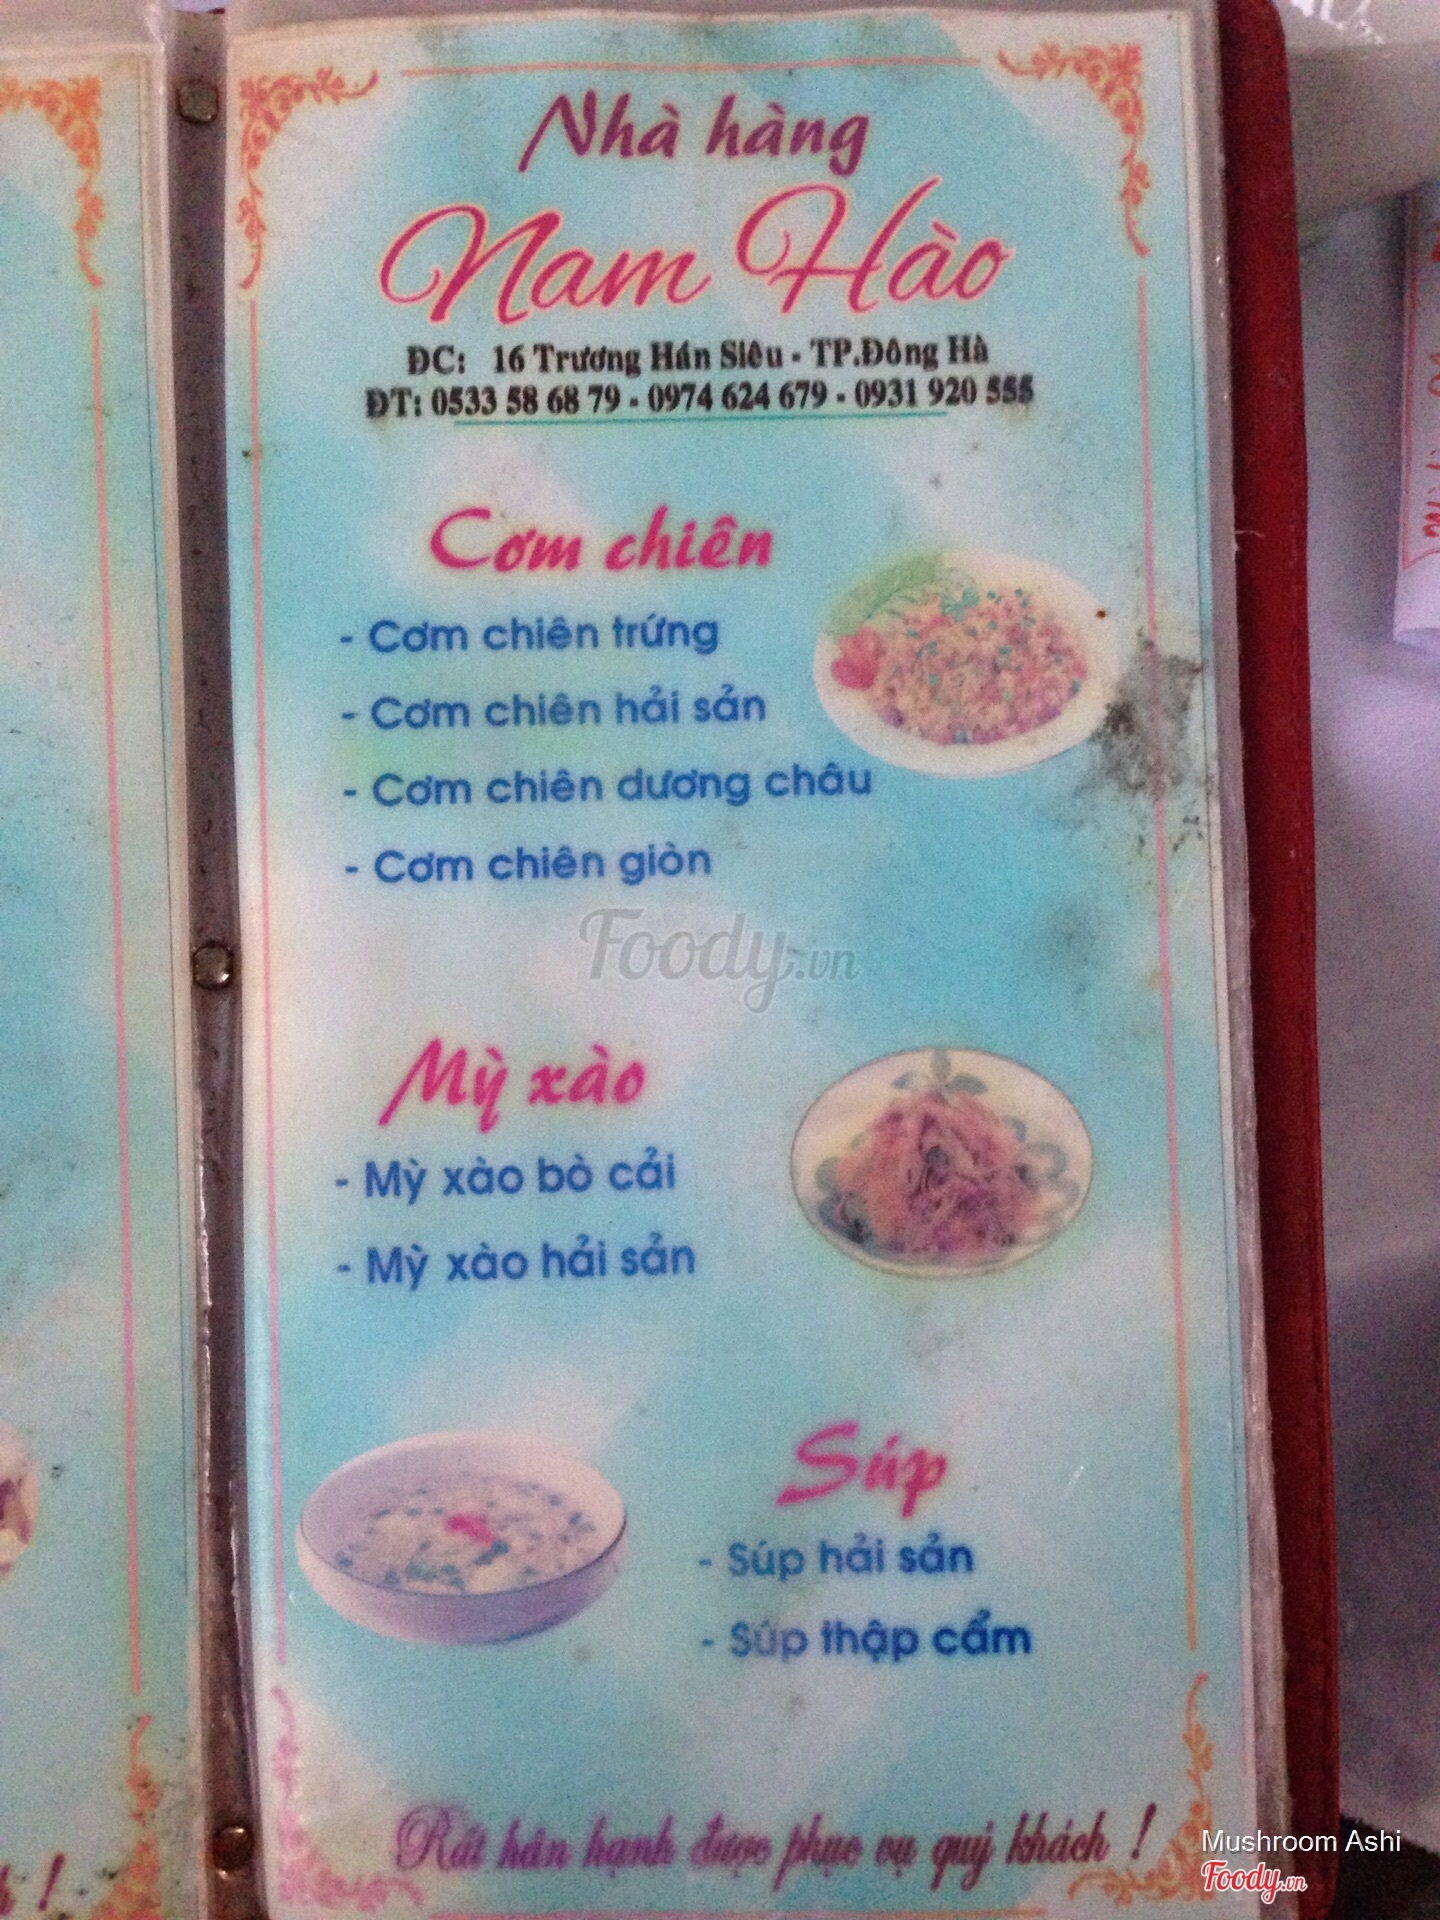 Nhà hàng
Nam Hào
ĐC: 16 Trương Hán Siêu - TP.Đông Hà
ĐT: 0533 58 68 79 - 0974 624 679 - 0931 920 555
Cơm chiên
- Cơm chiên trứng
- Cơm chiên hải sản
- Cơm chiên dương châu
- Cơm chiên giòn
Foody.vn
Mỳ xào
- Mỳ xào bò cải
- Mỳ xào hải sản
Súp
- Súp hải sản
- Súp thập cẩm
Rất hân hạnh được phục vụ quý khách !
Mushroom Ashi
Foody.vn